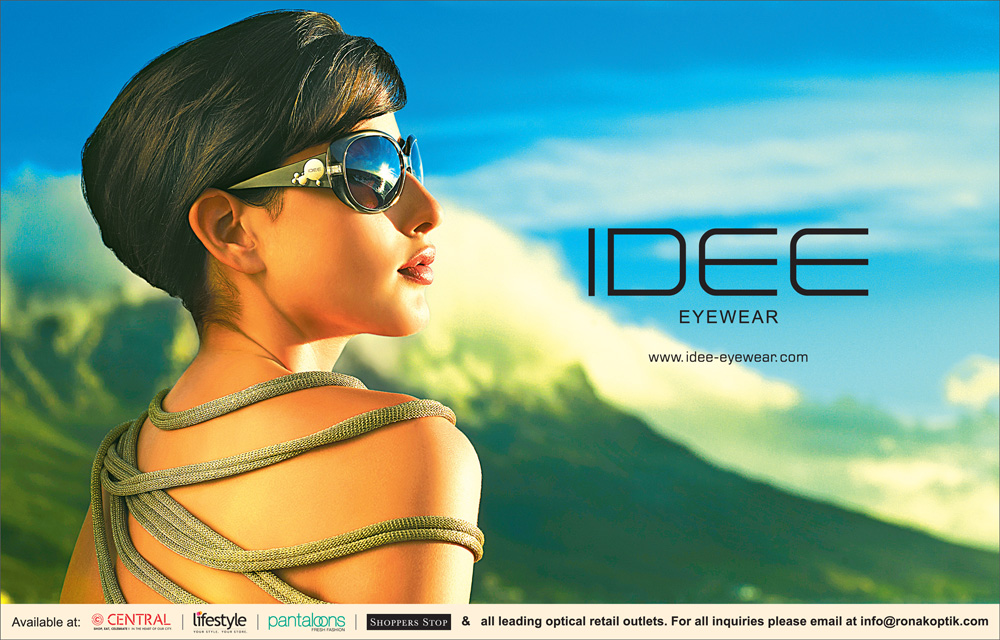 IDEE
IDEE
EYEWEAR
www.idee-eyewear.com
Available at: © CENTRAL | lifestyle | pantaloons | SHOPPERS STOP & all leading optical retail outlets. For all inquiries please email at info@ronakoptik.com
SHOP, EAT, CELEBRATE IN THE HEART OF OUR CITY YOUR STYLE. YOUR STORE. FRESH FASHION